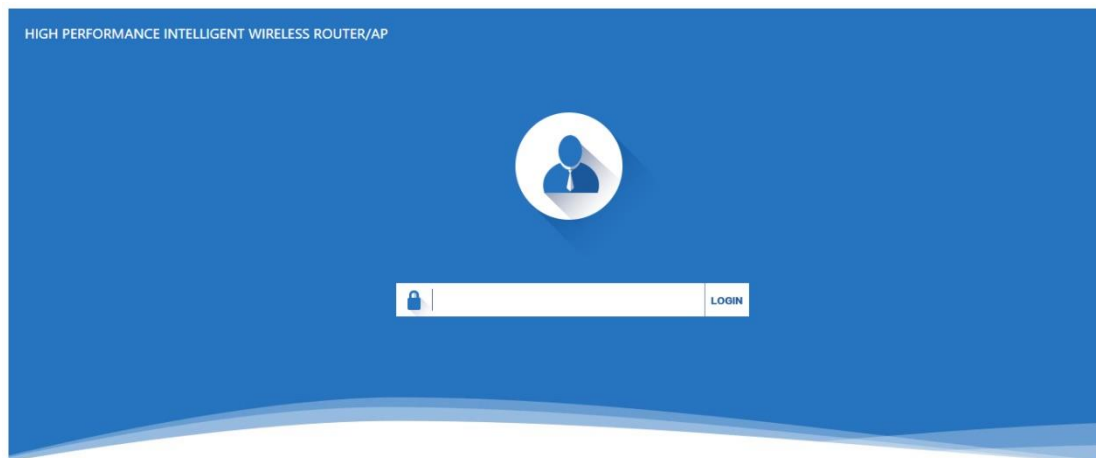 HIGH PERFORMANCE INTELLIGENT WIRELESS ROUTER/AP
LOGIN